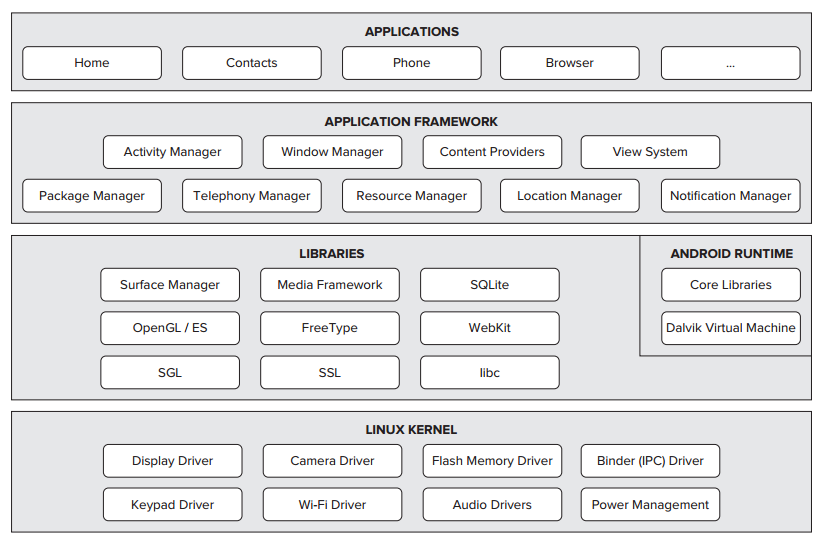 APPLICATIONS
Home Contacts Phone Browser ...
APPLICATION FRAMEWORK
Activity Manager Window Manager Content Providers View System
Package Manager Telephony Manager Resource Manager Location Manager Notification Manager
LIBRARIES ANDROID RUNTIME
Surface Manager Media Framework SQLite Core Libraries
OpenGL / ES FreeType WebKit Dalvik Virtual Machine
SGL SSL libc
LINUX KERNEL
Display Driver Camera Driver Flash Memory Driver Binder (IPC) Driver
Keypad Driver Wi-Fi Driver Audio Drivers Power Management